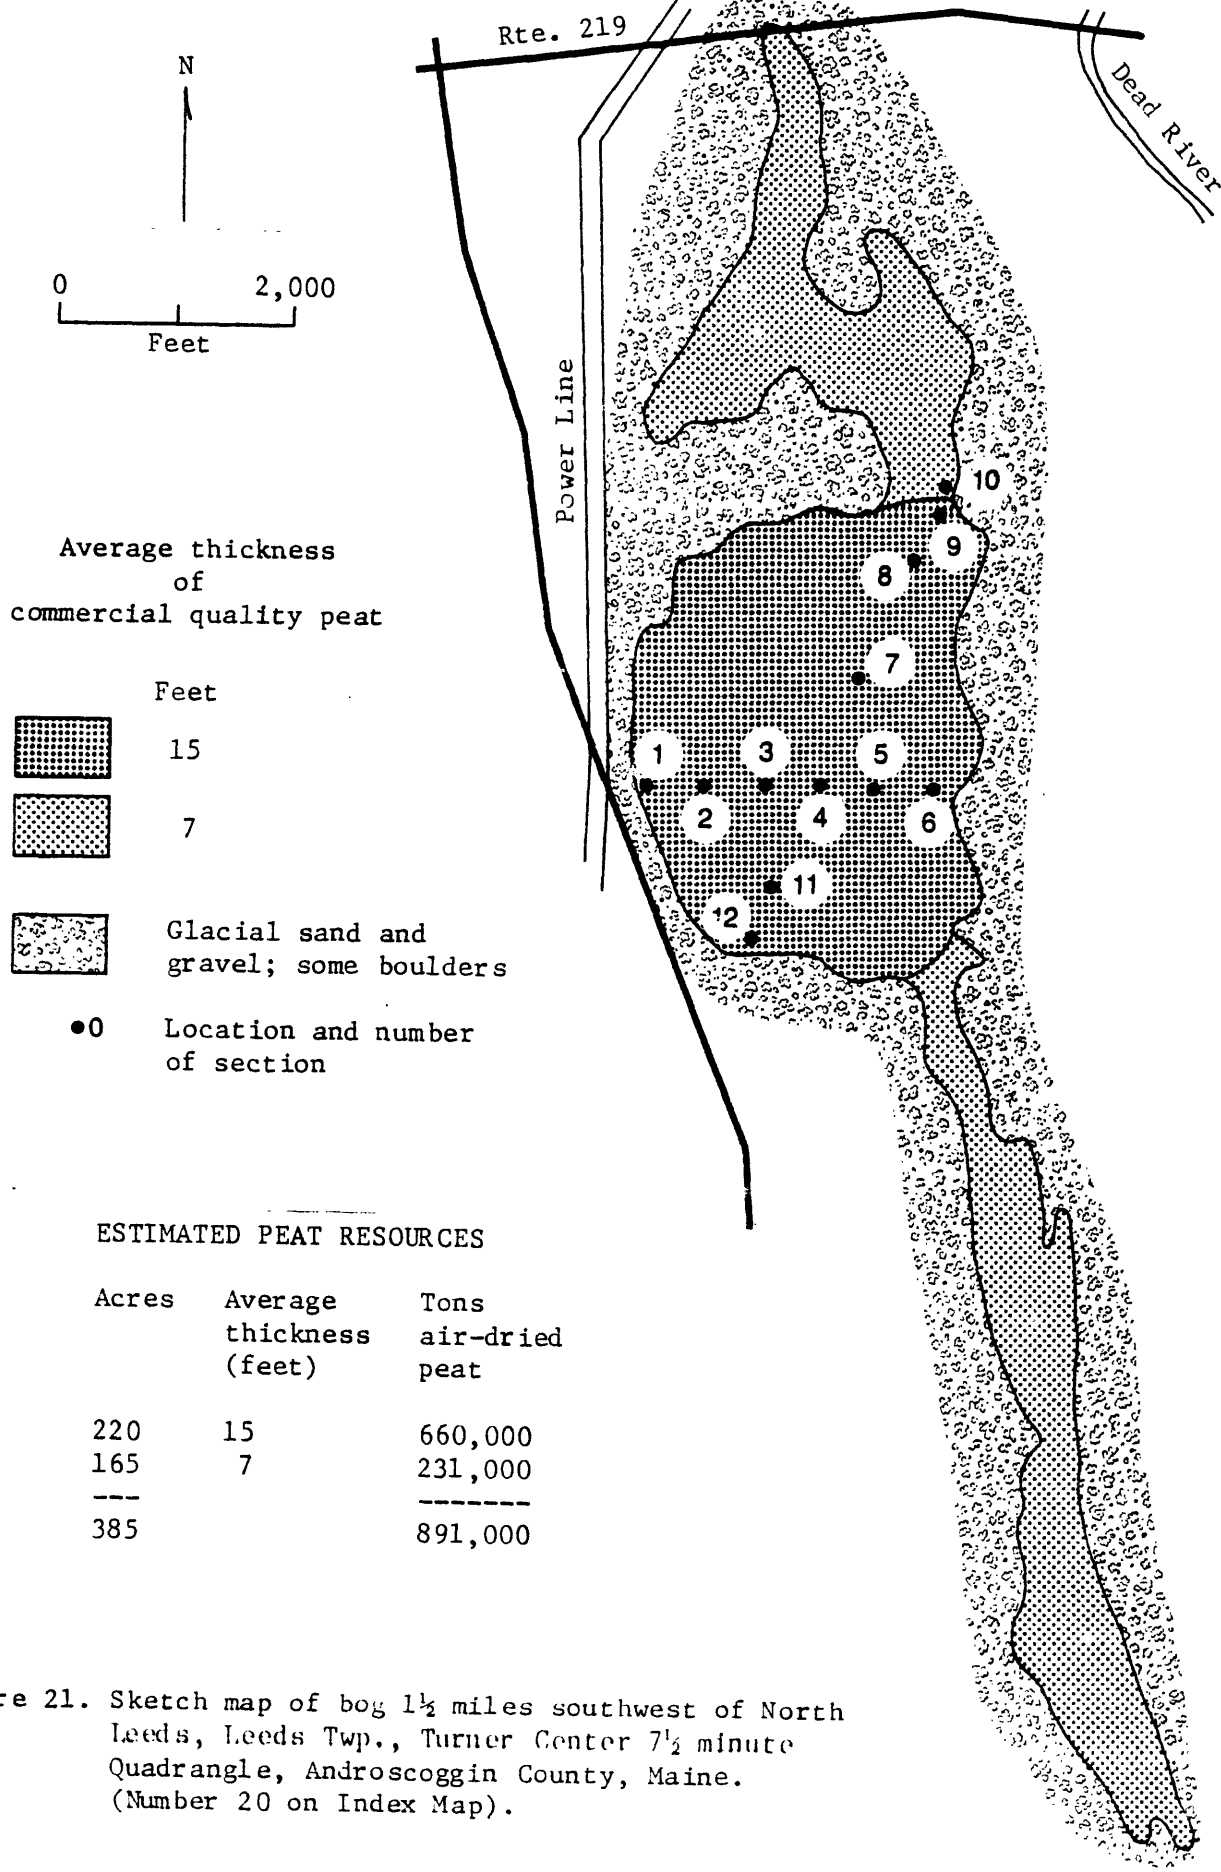 Rte. 219
N
Dead River
0 2,000
Feet
Power Line
10
9
8
7
1
3
5
2
4
6
11
12
Average thickness
of
commercial quality peat
Feet
15
7
Glacial sand and
gravel; some boulders
●0 Location and number
of section
ESTIMATED PEAT RESOURCES
Acres Average Tons
thickness air-dried
(feet) peat
220 15 660,000
165 7 231,000
--- -------
385 891,000
re 21. Sketch map of bog 1½ miles southwest of North
Leeds, Leeds Twp., Turner Center 7½ minute
Quadrangle, Androscoggin County, Maine.
(Number 20 on Index Map).